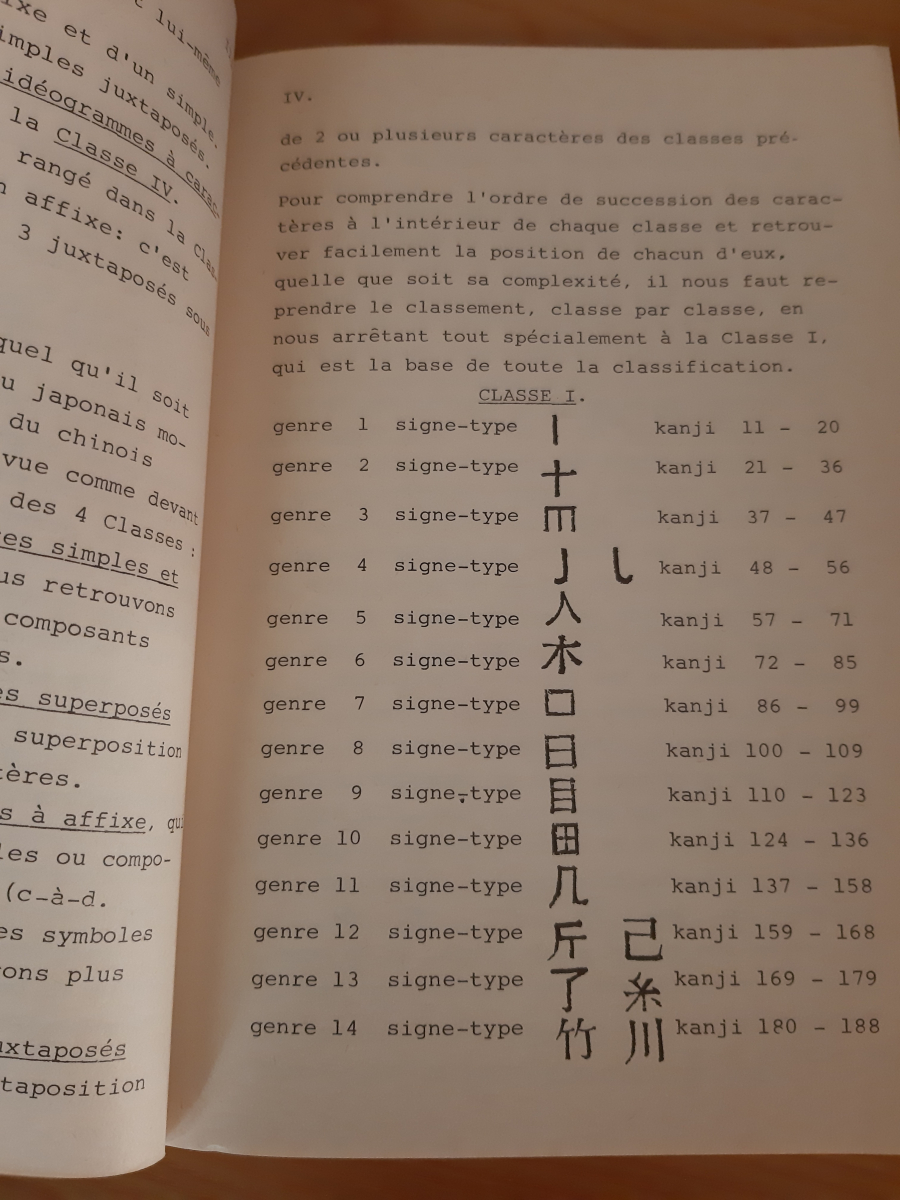 lui-même
ixe et d'un simple.
imples juxtaposés.
idéogrammes à carac-
la Classe IV.
rangé dans la Clas
n affixe: c'est
3 juxtaposés sous
quel qu'il soit
u japonais mo-
du chinois
vue comme devant
des 4 Classes :
es simples et
us retrouvons
composants
s.
es superposés
superposition
tères.
s à affixe, qui
les ou compo-
(c-à-d.
es symboles
ons plus
uxtaposés
taposition
IV.
de 2 ou plusieurs caractères des classes pré-
cédentes.
Pour comprendre l'ordre de succession des carac-
tères à l'intérieur de chaque classe et retrou-
ver facilement la position de chacun d'eux,
quelle que soit sa complexité, il nous faut re-
prendre le classement, classe par classe, en
nous arrêtant tout spécialement à la Classe I,
qui est la base de toute la classification.
CLASSE I.
genre 1 signe-type 丨 kanji 11 - 20
genre 2 signe-type 十 kanji 21 - 36
genre 3 signe-type kanji 37 - 47
genre 4 signe-type 亅 乚 kanji 48 - 56
genre 5 signe-type 人 kanji 57 - 71
genre 6 signe-type 木 kanji 72 - 85
genre 7 signe-type 口 kanji 86 - 99
genre 8 signe-type 日 kanji 100 - 109
genre 9 signe-type 目 kanji 110 - 123
genre 10 signe-type 田 kanji 124 - 136
genre 11 signe-type 几 kanji 137 - 158
genre 12 signe-type 斤 己 kanji 159 - 168
genre 13 signe-type 了 糸 kanji 169 - 179
genre 14 signe-type 竹 川 kanji 180 - 188